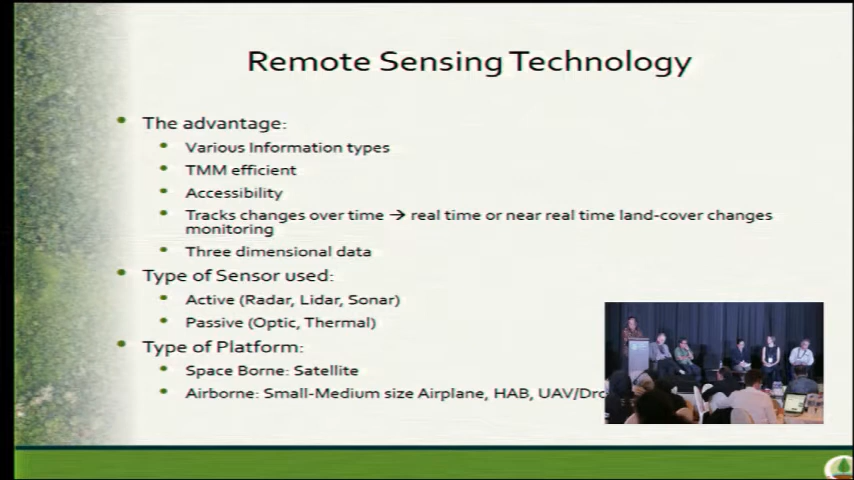 Remote Sensing Technology
• The advantage:
• Various Information types
• TMM efficient
• Accessibility
• Tracks changes over time → real time or near real time land-cover changes
monitoring
• Three dimensional data
• Type of Sensor used:
• Active (Radar, Lidar, Sonar)
• Passive (Optic, Thermal)
• Type of Platform:
• Space Borne: Satellite
• Airborne: Small-Medium size Airplane, HAB, UAV/Dro